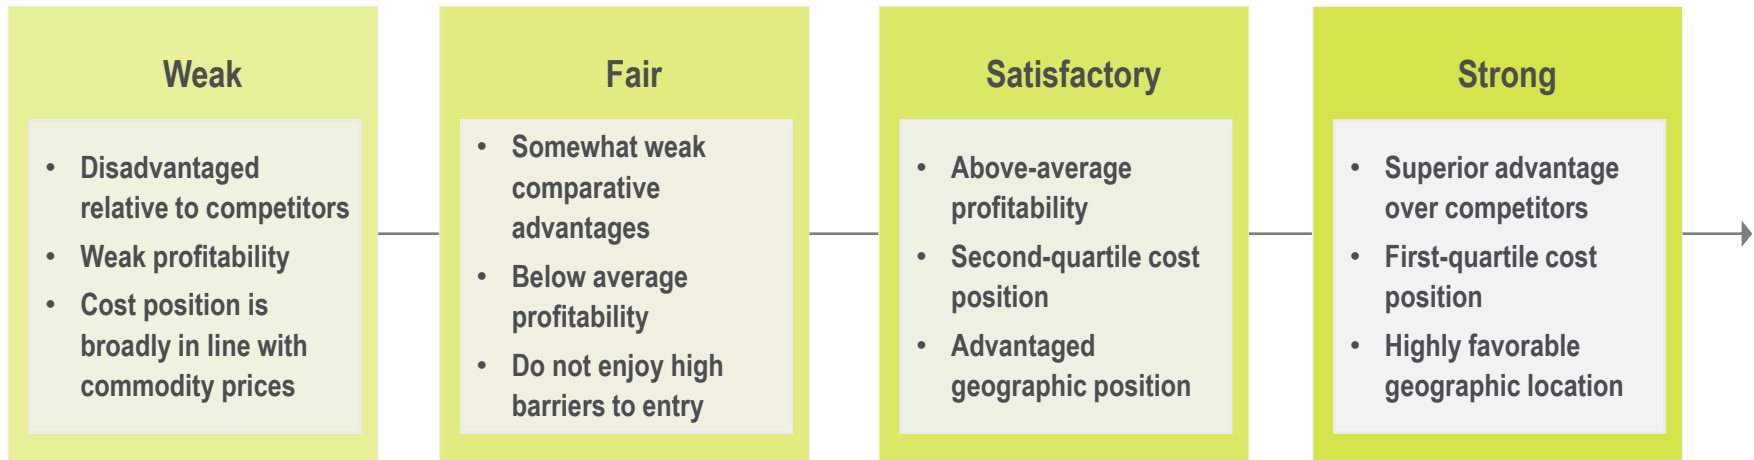 Weak
• Disadvantaged
relative to competitors
• Weak profitability
• Cost position is
broadly in line with
commodity prices
Fair
• Somewhat weak
comparative
advantages
• Below average
profitability
• Do not enjoy high
barriers to entry
Satisfactory
• Above-average
profitability
• Second-quartile cost
position
• Advantaged
geographic position
Strong
• Superior advantage
over competitors
• First-quartile cost
position
• Highly favorable
geographic location